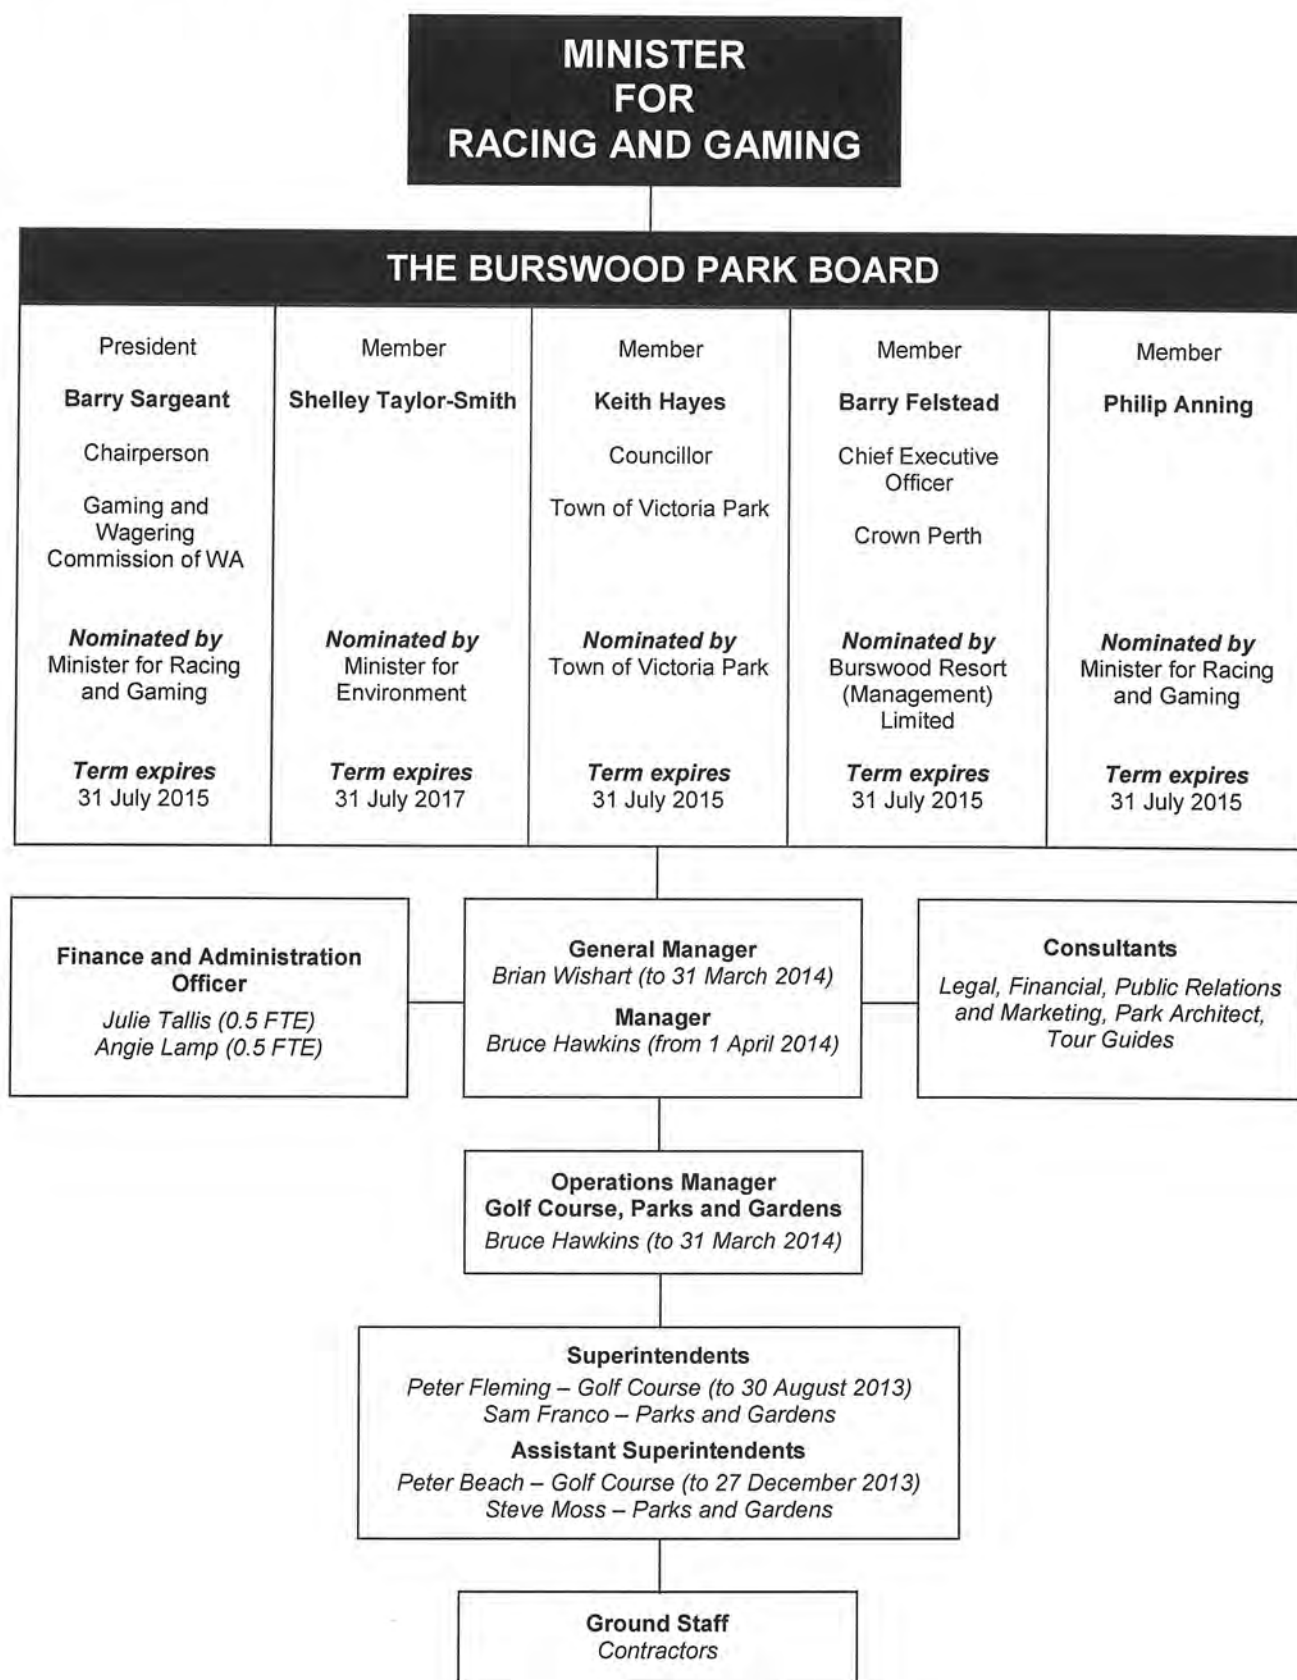 MINISTER
FOR
RACING AND GAMING
THE BURSWOOD PARK BOARD
President
Barry Sargeant
Chairperson
Gaming and
Wagering
Commission of WA
Nominated by
Minister for Racing
and Gaming
Term expires
31 July 2015
Member
Shelley Taylor-Smith
Nominated by
Minister for
Environment
Term expires
31 July 2017
Member
Keith Hayes
Councillor
Town of Victoria Park
Nominated by
Town of Victoria Park
Term expires
31 July 2015
Member
Barry Felstead
Chief Executive
Officer
Crown Perth
Nominated by
Burswood Resort
(Management)
Limited
Term expires
31 July 2015
Member
Philip Anning
Nominated by
Minister for Racing
and Gaming
Term expires
31 July 2015
Finance and Administration
Officer
Julie Tallis (0.5 FTE)
Angie Lamp (0.5 FTE)
General Manager
Brian Wishart (to 31 March 2014)
Manager
Bruce Hawkins (from 1 April 2014)
Consultants
Legal, Financial, Public Relations
and Marketing, Park Architect,
Tour Guides
Operations Manager
Golf Course, Parks and Gardens
Bruce Hawkins (to 31 March 2014)
Superintendents
Peter Fleming – Golf Course (to 30 August 2013)
Sam Franco – Parks and Gardens
Assistant Superintendents
Peter Beach – Golf Course (to 27 December 2013)
Steve Moss – Parks and Gardens
Ground Staff
Contractors